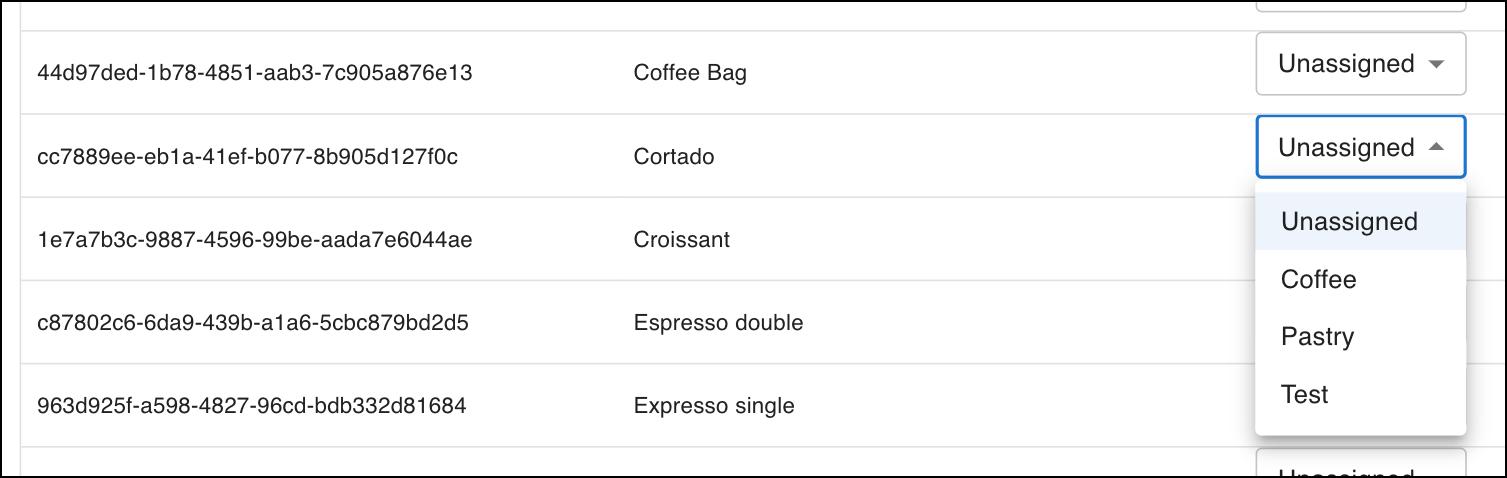 44d97ded-1b78-4851-aab3-7c905a876e13 Coffee Bag Unassigned
cc7889ee-eb1a-41ef-b077-8b905d127f0c Cortado Unassigned
Unassigned
1e7a7b3c-9887-4596-99be-aada7e6044ae Croissant
Coffee
c87802c6-6da9-439b-a1a6-5cbc879bd2d5 Espresso double
Pastry
963d925f-a598-4827-96cd-bdb332d81684 Expresso single
Test
Unassigned